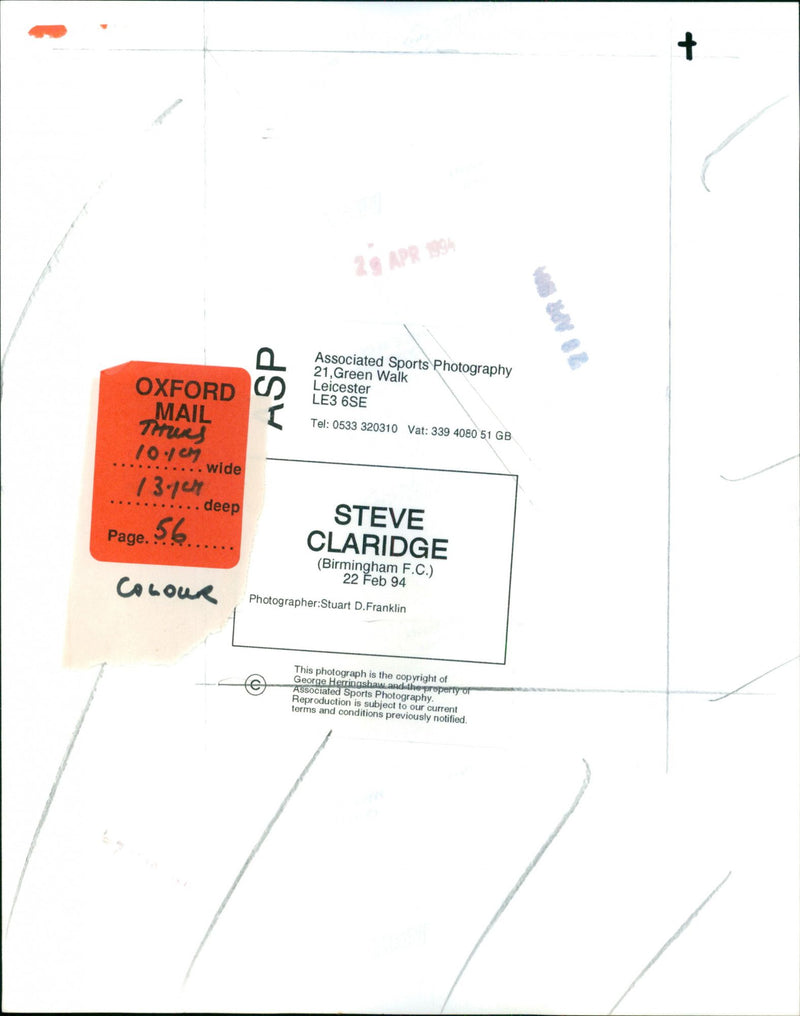 29 APR 1994
28 APR 1994
ASP
Associated Sports Photography
21,Green Walk
Leicester
LE3 6SE
Tel: 0533 320310 Vat: 339 4080 51 GB
OXFORD
MAIL
THURS
10.1cm wide
13.1cm deep
Page. 56
COLOUR
STEVE
CLARIDGE
(Birmingham F.C.)
22 Feb 94
Photographer:Stuart D.Franklin
©
This photograph is the copyright of
George Herringshaw and the property of
Associated Sports Photography.
Reproduction is subject to our current
terms and conditions previously notified.